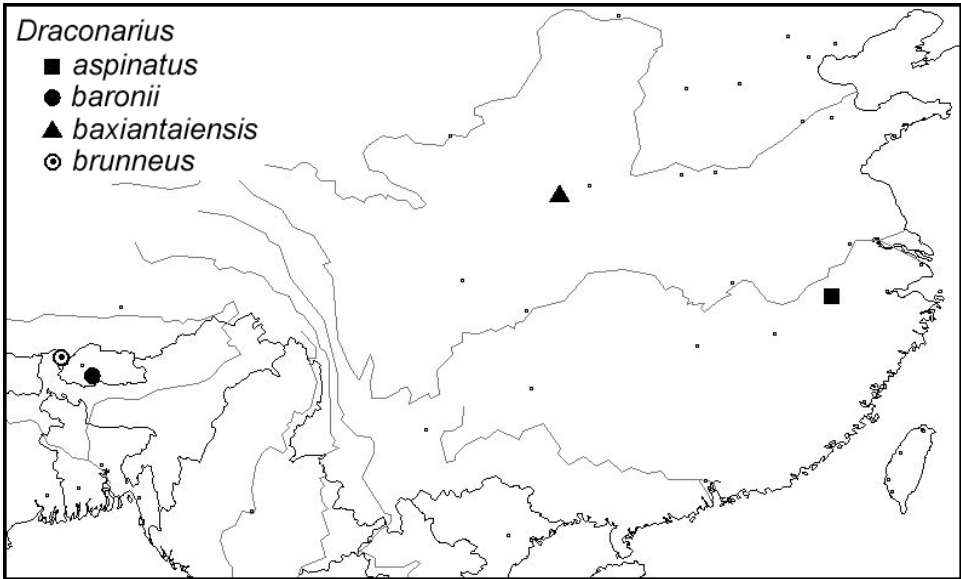 Draconarius
aspinatus
baronii
baxiantaiensis
brunneus